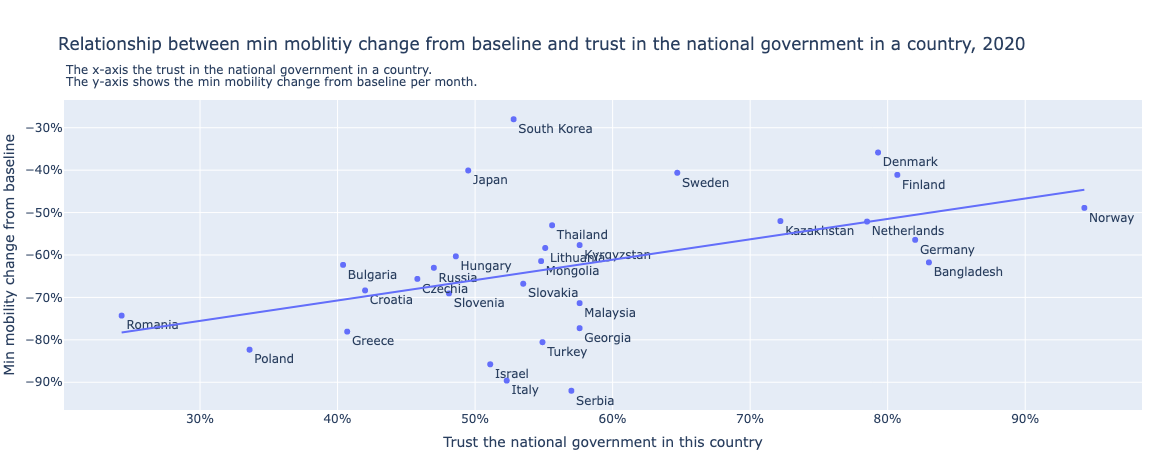 Relationship between min moblitiy change from baseline and trust in the national government in a country, 2020
The x-axis the trust in the national government in a country.
The y-axis shows the min mobility change from baseline per month.
Min mobility change from baseline
−30%
−40%
−50%
−60%
−70%
−80%
−90%
South Korea
Denmark
Japan
Sweden
Finland
Norway
Thailand
Kazakhstan
Netherlands
Germany
Lithuania
Kyrgyzstan
Hungary
Mongolia
Bangladesh
Bulgaria
Russia
Czechia
Slovakia
Croatia
Slovenia
Malaysia
Romania
Greece
Georgia
Turkey
Poland
Israel
Italy
Serbia
30%
40%
50%
60%
70%
80%
90%
Trust the national government in this country